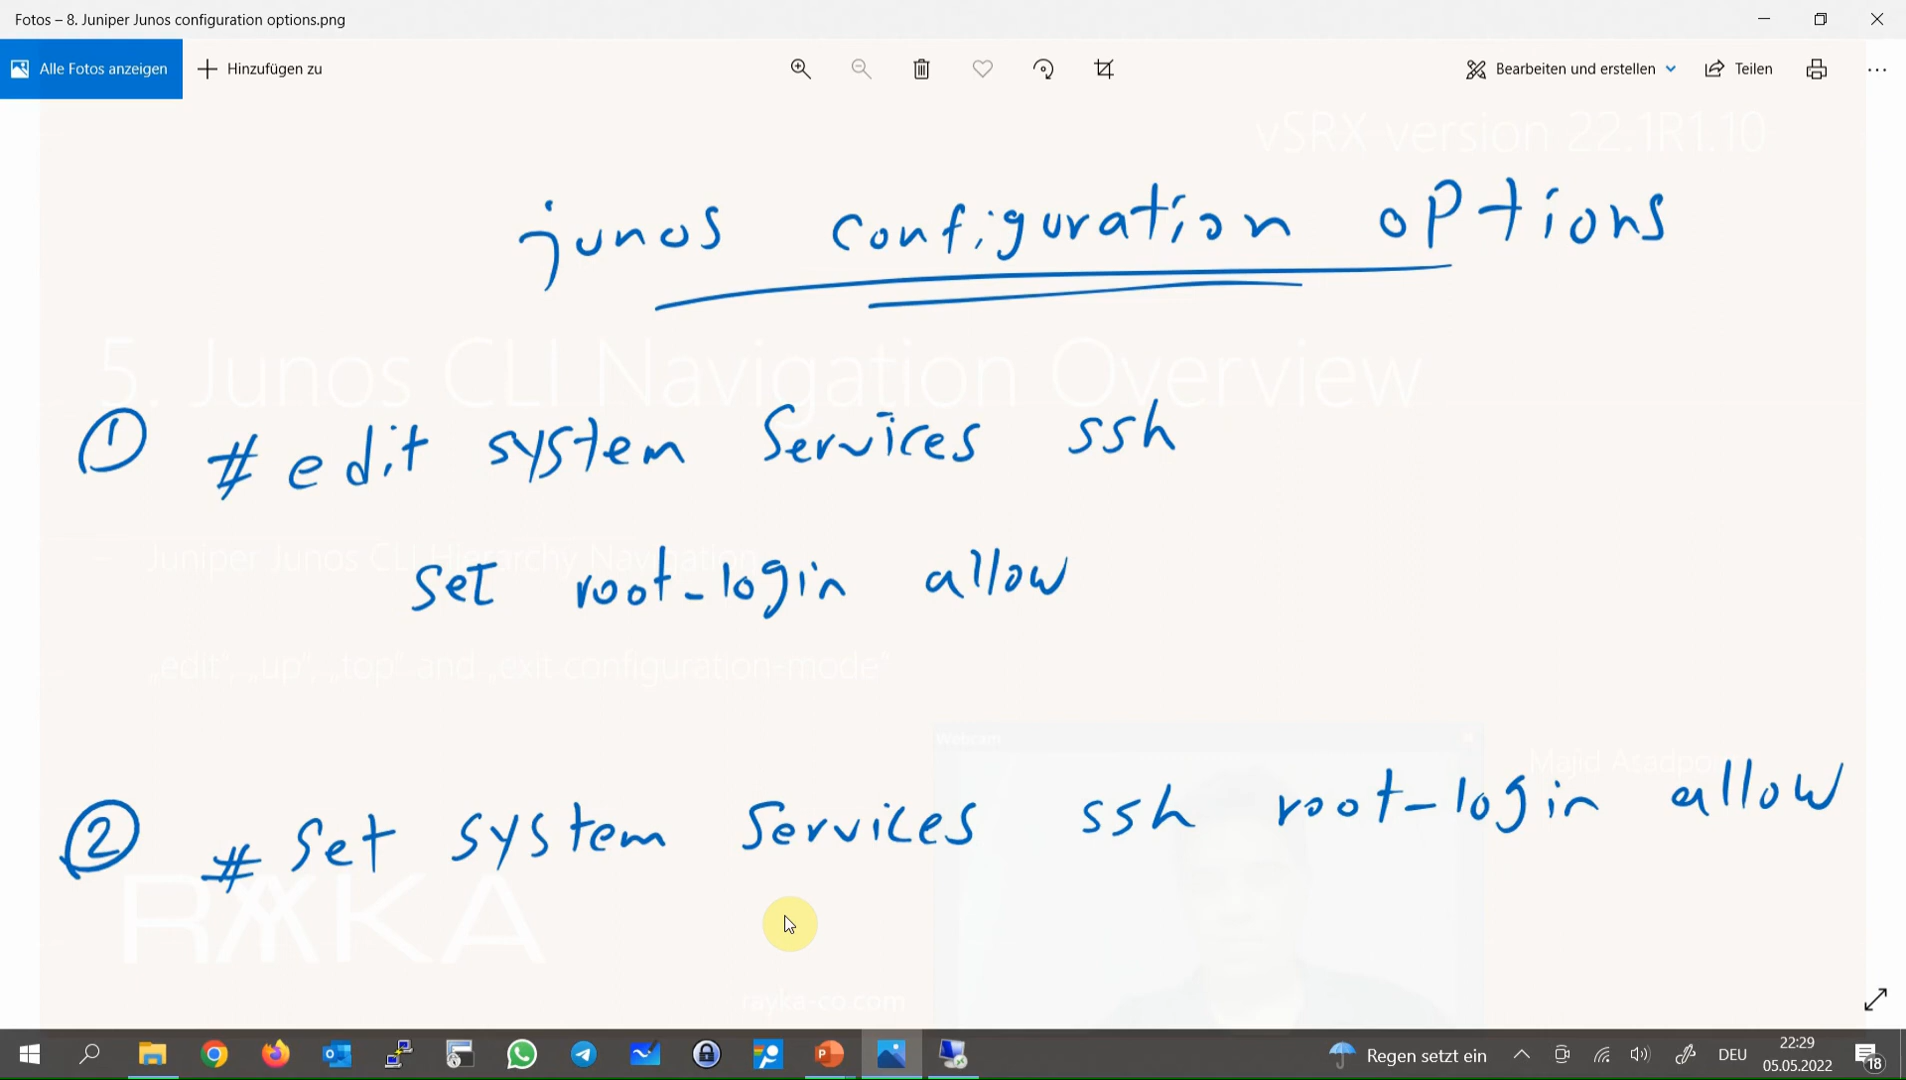 Fotos – 8. Juniper Junos configuration options.png
Alle Fotos anzeigen
Hinzufügen zu
Bearbeiten und erstellen
Teilen
vSRX version 22.1R1.10
junos configuration options
5. Junos CLI Navigation Overview
1 # edit system Services ssh
Juniper Junos CLI Hierarchy Navigation
set root-login allow
„edit“, „up“, „top“ and „exit configuration-mode“
Webcam
Majid Asadpo
2 # Set system Services ssh root-login allow
RAYKA
rayka-co.com
Regen setzt ein
DEU
22:29
05.05.2022
18